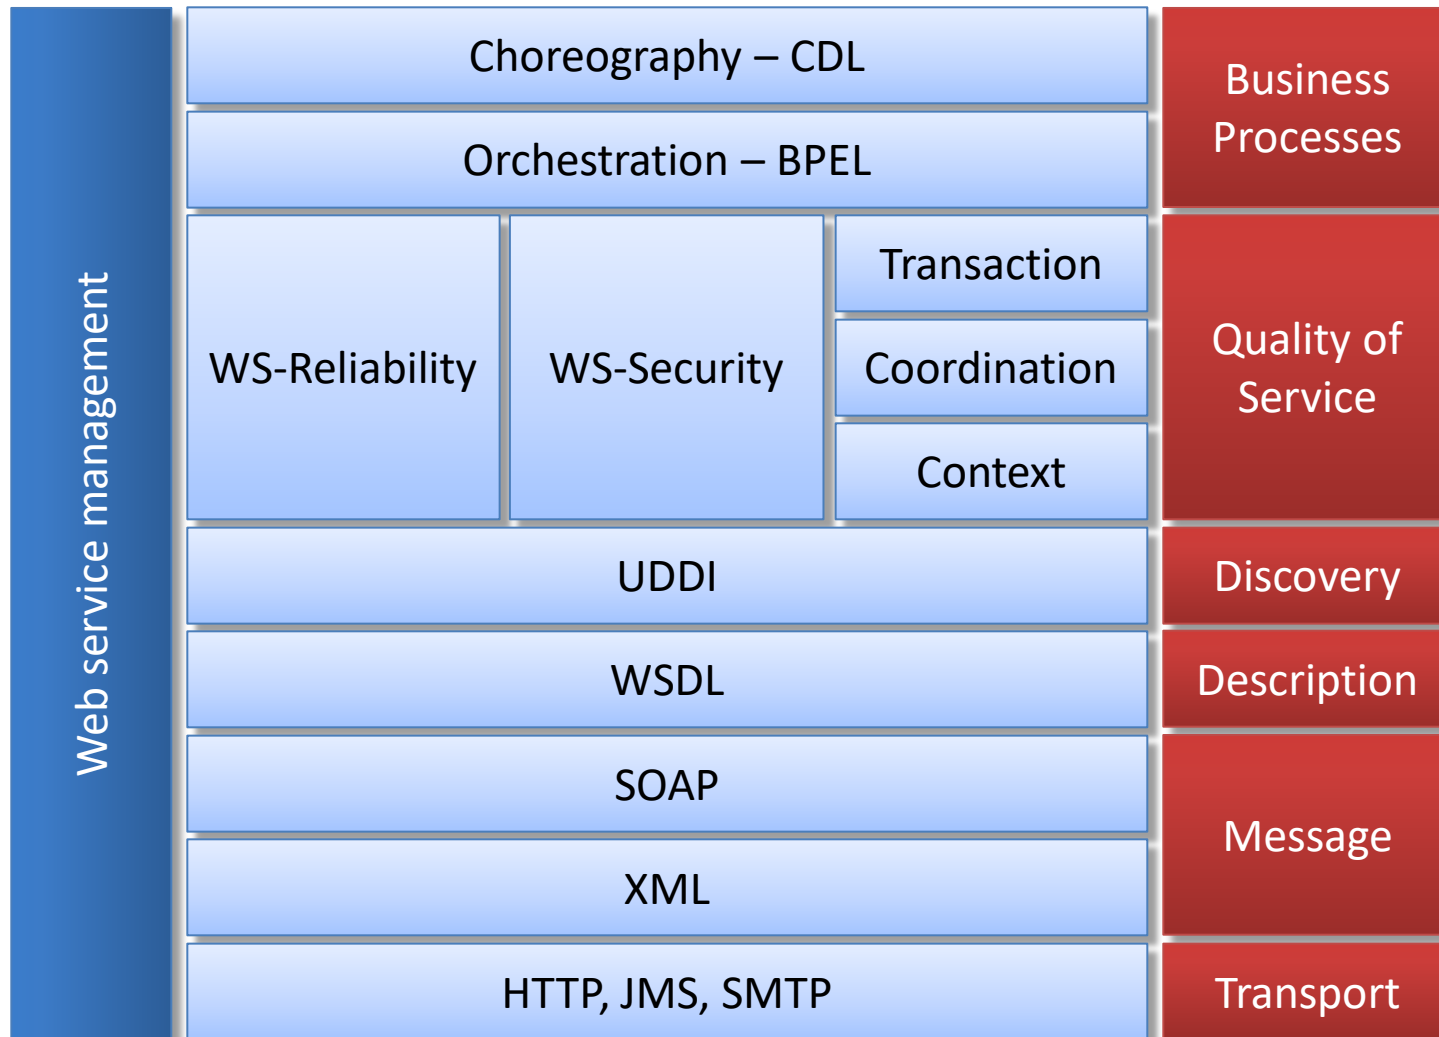 Web service management
Choreography – CDL
Orchestration – BPEL
Business
Processes
WS-Reliability
WS-Security
Transaction
Coordination
Context
Quality of
Service
UDDI
Discovery
WSDL
Description
SOAP
XML
Message
HTTP, JMS, SMTP
Transport